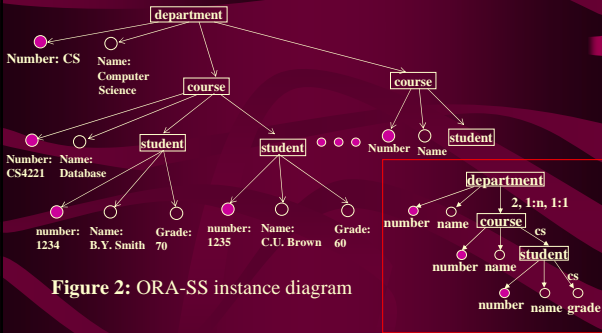 department
Number: CS
Name:
Computer
Science
course
course
Number:
CS4221
Name:
Database
student
student
Number
Name
student
number:
1234
Name:
B.Y. Smith
Grade:
70
number:
1235
Name:
C.U. Brown
Grade:
60
Figure 2: ORA-SS instance diagram
department
2, 1:n, 1:1
number
name
course
cs
number
name
student
cs
number
name
grade